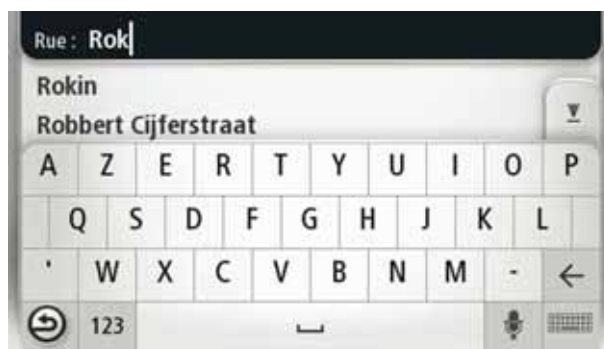 Rue: Rok
Rokin
Robbert Cijferstraat
A Z E R T Y U I O P
Q S D F G H J K L
' W X C V B N M -
123